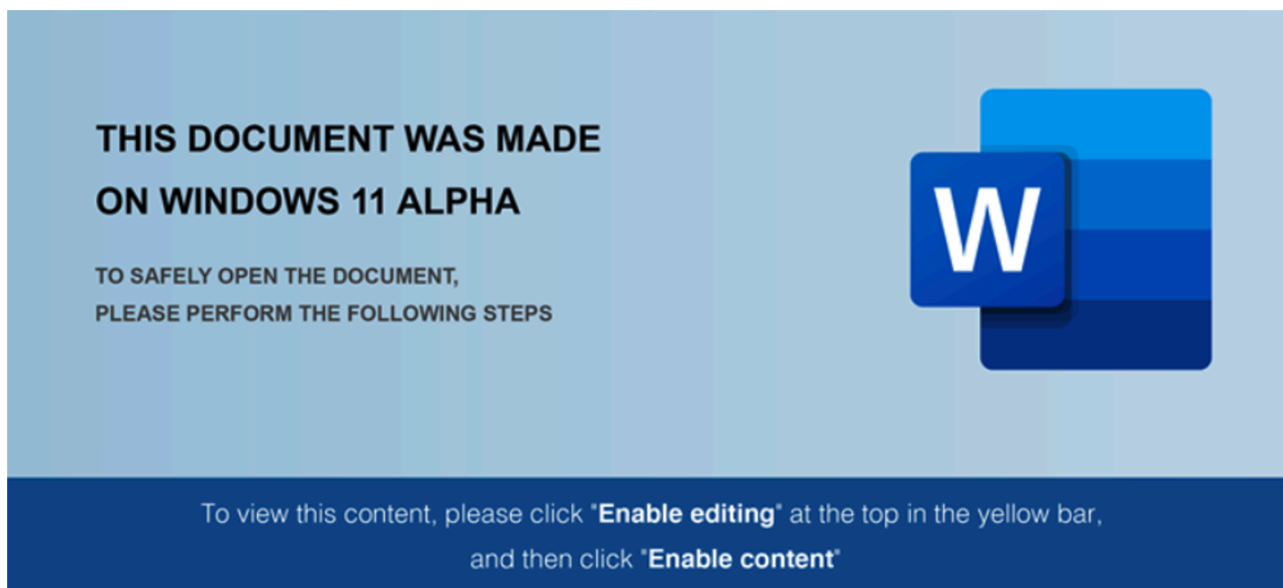 THIS DOCUMENT WAS MADE
ON WINDOWS 11 ALPHA
TO SAFELY OPEN THE DOCUMENT,
PLEASE PERFORM THE FOLLOWING STEPS
W
To view this content, please click "Enable editing" at the top in the yellow bar,
and then click "Enable content"